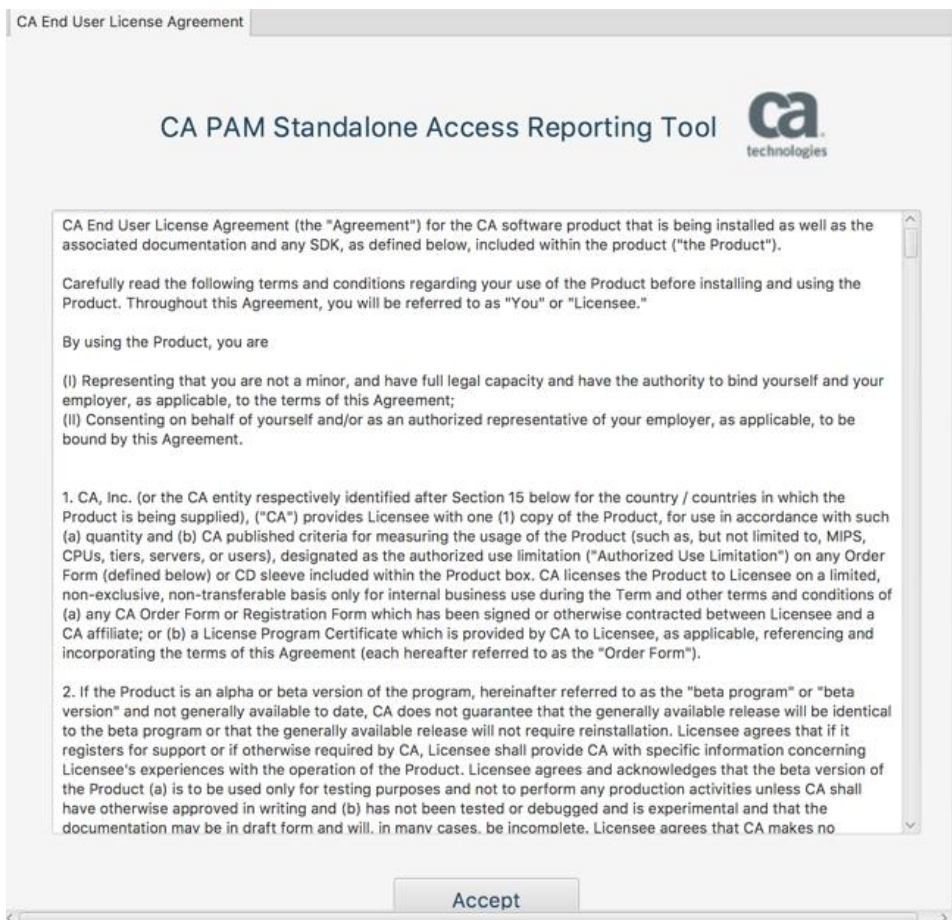 CA End User License Agreement
CA PAM Standalone Access Reporting Tool
ca
technologies
CA End User License Agreement (the "Agreement") for the CA software product that is being installed as well as the
associated documentation and any SDK, as defined below, included within the product ("the Product").
Carefully read the following terms and conditions regarding your use of the Product before installing and using the
Product. Throughout this Agreement, you will be referred to as "You" or "Licensee."
By using the Product, you are
(I) Representing that you are not a minor, and have full legal capacity and have the authority to bind yourself and your
employer, as applicable, to the terms of this Agreement;
(II) Consenting on behalf of yourself and/or as an authorized representative of your employer, as applicable, to be
bound by this Agreement.
1. CA, Inc. (or the CA entity respectively identified after Section 15 below for the country / countries in which the
Product is being supplied), ("CA") provides Licensee with one (1) copy of the Product, for use in accordance with such
(a) quantity and (b) CA published criteria for measuring the usage of the Product (such as, but not limited to, MIPS,
CPUs, tiers, servers, or users), designated as the authorized use limitation ("Authorized Use Limitation") on any Order
Form (defined below) or CD sleeve included within the Product box. CA licenses the Product to Licensee on a limited,
non-exclusive, non-transferable basis only for internal business use during the Term and other terms and conditions of
(a) any CA Order Form or Registration Form which has been signed or otherwise contracted between Licensee and a
CA affiliate; or (b) a License Program Certificate which is provided by CA to Licensee, as applicable, referencing and
incorporating the terms of this Agreement (each hereafter referred to as the "Order Form").
2. If the Product is an alpha or beta version of the program, hereinafter referred to as the "beta program" or "beta
version" and not generally available to date, CA does not guarantee that the generally available release will be identical
to the beta program or that the generally available release will not require reinstallation. Licensee agrees that if it
registers for support or if otherwise required by CA, Licensee shall provide CA with specific information concerning
Licensee's experiences with the operation of the Product. Licensee agrees and acknowledges that the beta version of
the Product (a) is to be used only for testing purposes and not to perform any production activities unless CA shall
have otherwise approved in writing and (b) has not been tested or debugged and is experimental and that the
documentation may be in draft form and will, in many cases, be incomplete. Licensee agrees that CA makes no
Accept